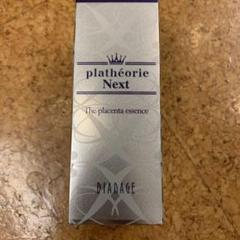 plathéorie
Next
The placenta essence
DIADAGE